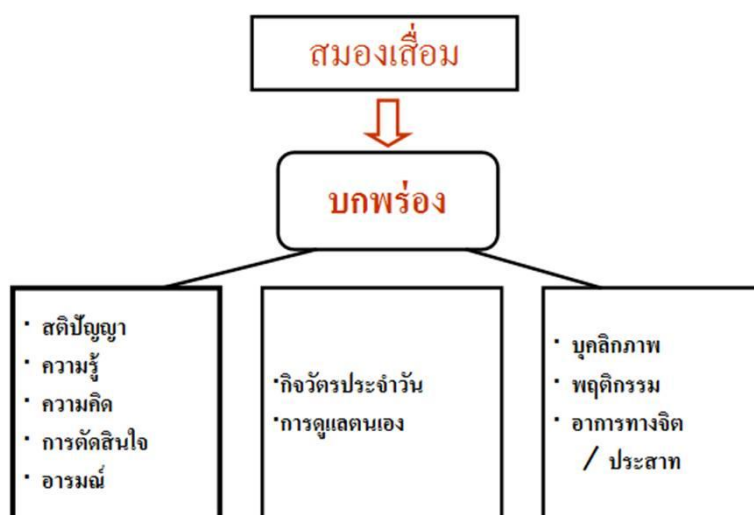 สมองเสื่อม
บกพร่อง
· สติปัญญา
· ความรู้
· ความคิด
· การตัดสินใจ
· อารมณ์
·กิจวัตรประจำวัน
·การดูแลตนเอง
· บุคลิกภาพ
· พฤติกรรม
· อาการทางจิต
/ ประสาท